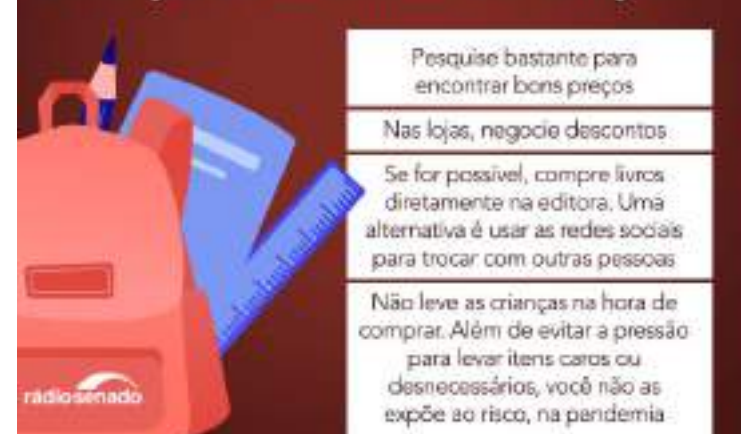 Pesquise bastante para
encontrar bons preços
Nas lojas, negocie descontos
Se for possível, compre livros
diretamente na editora. Uma
alternativa é usar as redes sociais
para trocar com outras pessoas
Não leve as crianças na hora de
comprar. Além de evitar a pressão
para levar itens caros ou
desnecessários, você não as
expõe ao risco, na pandemia
rádiosenado